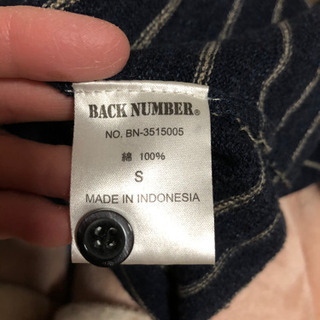 BACK NUMBER®
NO. BN-3515005
綿 100%
S
MADE IN INDONESIA